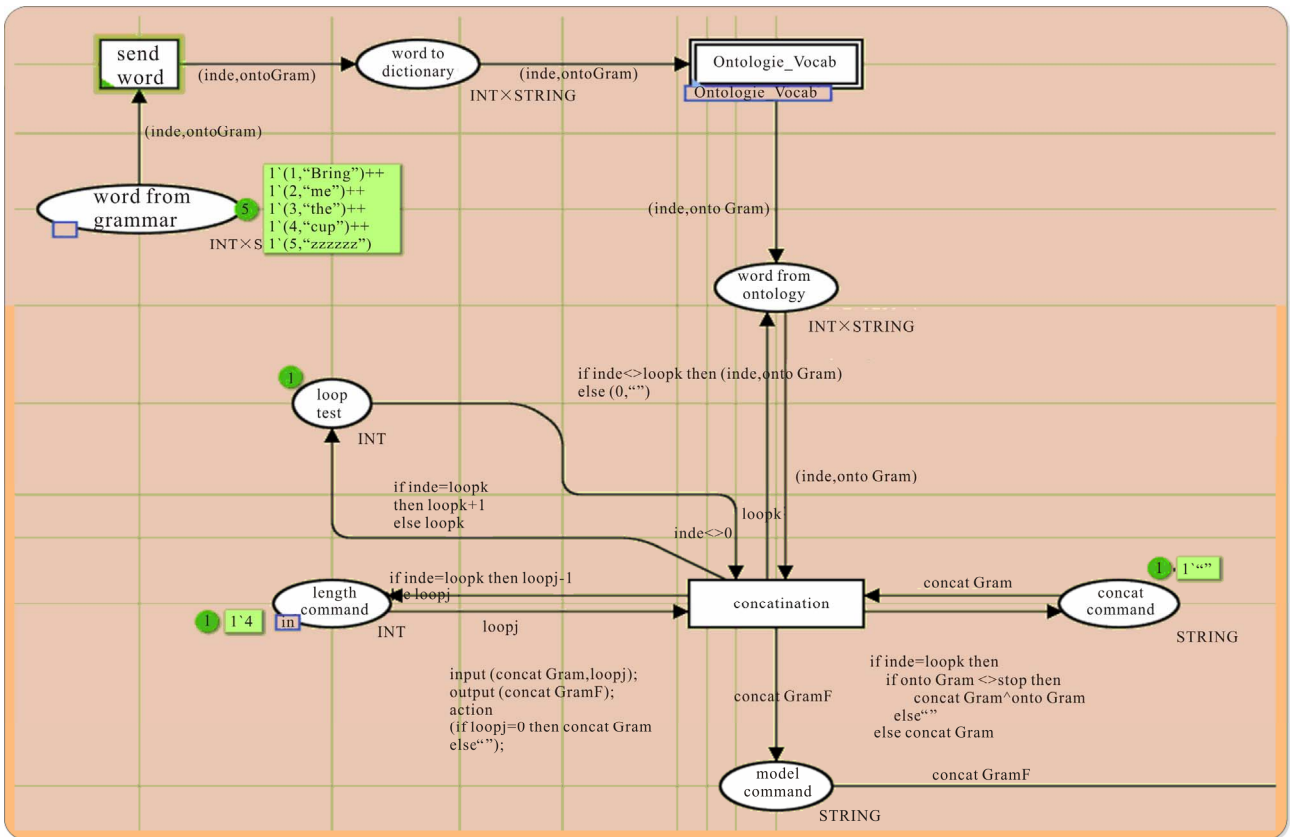 send
word
(inde,ontoGram)
word to
dictionary
INT×STRING
(inde,ontoGram)
Ontologie_Vocab
Ontologie_Vocab
(inde,ontoGram)
word from
grammar
5
INT×S
1`(1,“Bring”)++
1`(2,“me”)++
1`(3,“the”)++
1`(4,“cup”)++
1`(5,“zzzzzz”)
(inde,onto Gram)
word from
ontology
INT×STRING
if inde<>loopk then (inde,onto Gram)
else (0,“”)
1
loop
test
INT
(inde,onto Gram)
if inde=loopk
then loopk+1
else loopk
loopk
inde<>0
if inde=loopk then loopj-1
loopj
length
command
1
1`4
in
INT
loopj
concatination
concat Gram
1
1`“”
concat
command
STRING
input (concat Gram,loopj);
output (concat GramF);
action
(if loopj=0 then concat Gram
else“”);
concat GramF
if inde=loopk then
if onto Gram <>stop then
concat Gram^onto Gram
else“”
else concat Gram
model
command
STRING
concat GramF